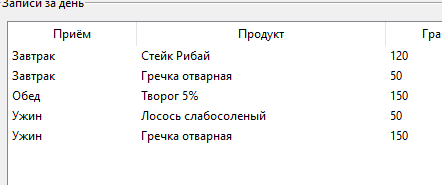 Записи за день
Приём Продукт Гра
Завтрак Стейк Рибай 120
Завтрак Гречка отварная 50
Обед Творог 5% 150
Ужин Лосось слабосоленый 50
Ужин Гречка отварная 150